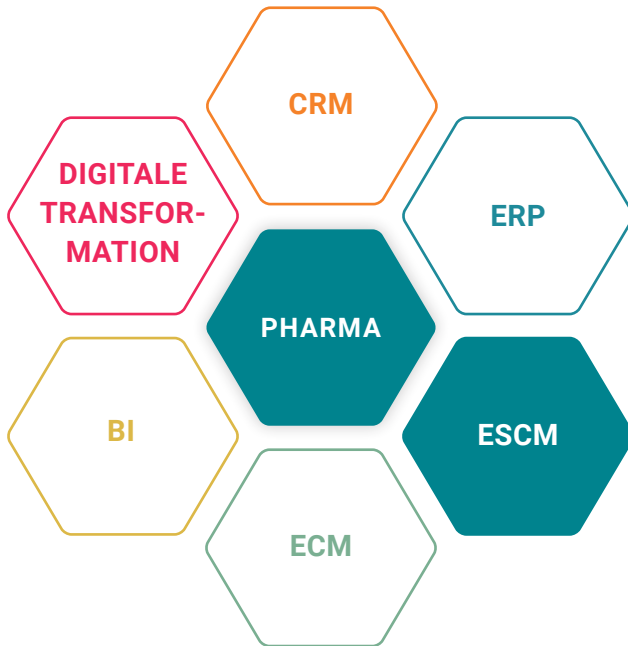 CRM
DIGITALE
TRANSFOR-
MATION
ERP
PHARMA
BI
ESCM
ECM